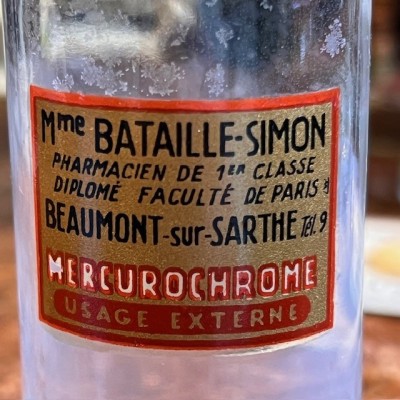 Mme BATAILLE-SIMON
PHARMACIEN DE 1ER CLASSE
DIPLOMÉ FACULTÉ DE PARIS
BEAUMONT-sur-SARTHE Tél. 9
MERCUROCHROME
USAGE EXTERNE